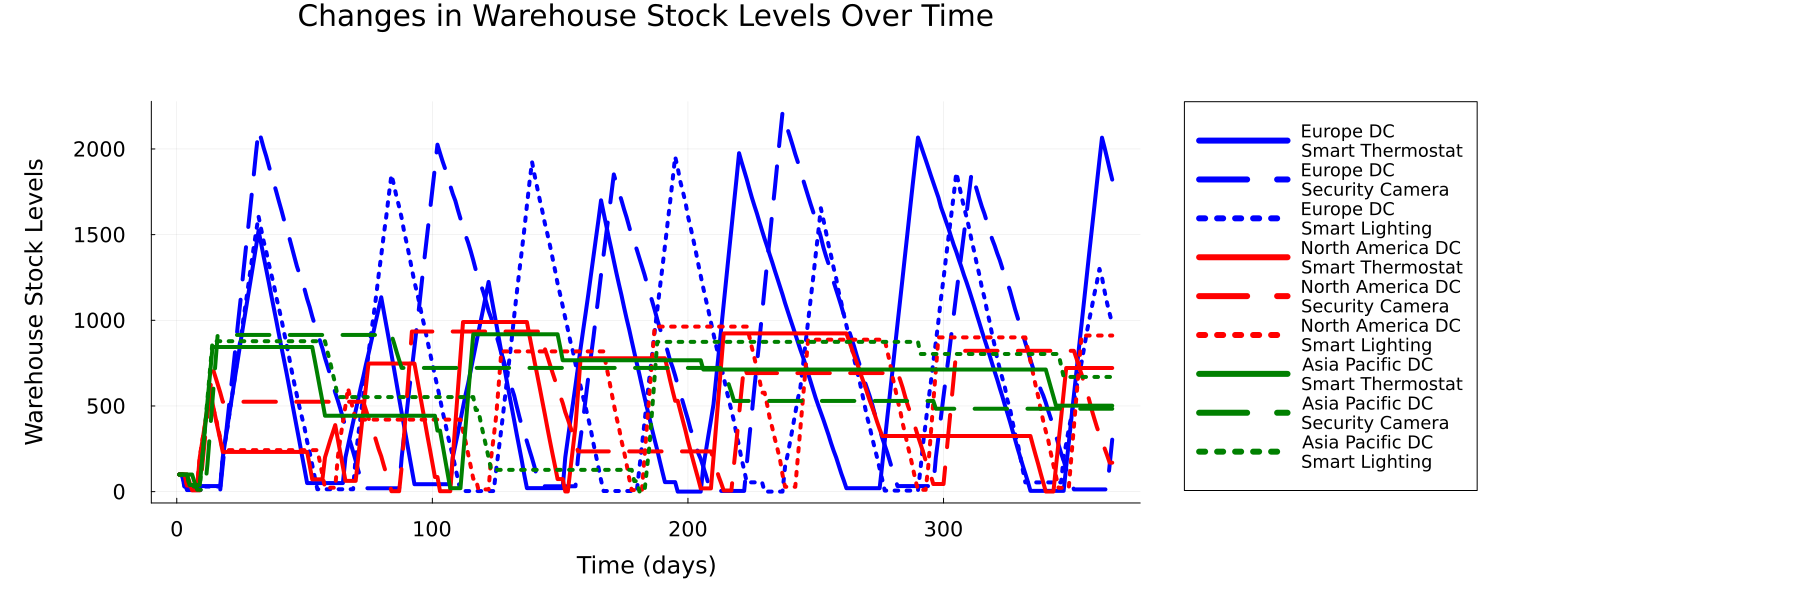 Changes in Warehouse Stock Levels Over Time
Warehouse Stock Levels
2000
1500
1000
500
0
0 100 200 300
Time (days)
Europe DC
Smart Thermostat
Europe DC
Security Camera
Europe DC
Smart Lighting
North America DC
Smart Thermostat
North America DC
Security Camera
North America DC
Smart Lighting
Asia Pacific DC
Smart Thermostat
Asia Pacific DC
Security Camera
Asia Pacific DC
Smart Lighting